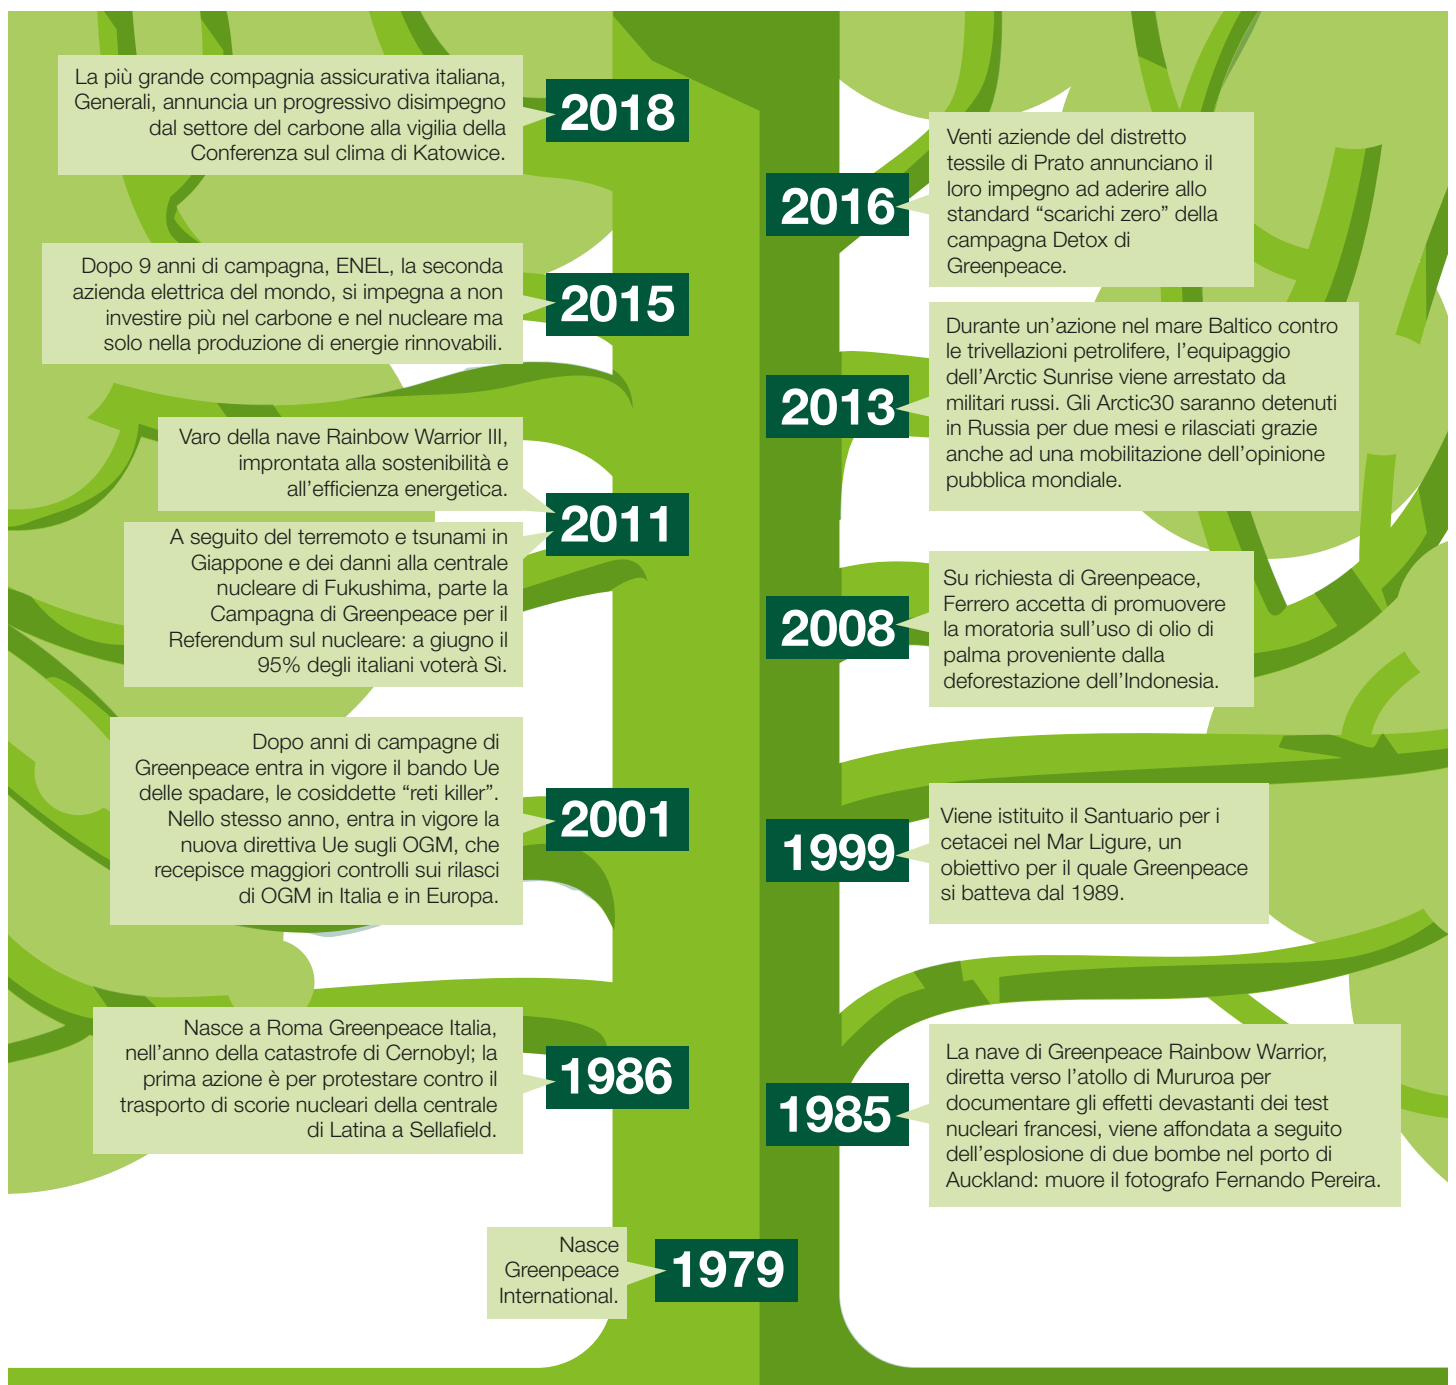 La più grande compagnia assicurativa italiana,
Generali, annuncia un progressivo disimpegno
dal settore del carbone alla vigilia della
Conferenza sul clima di Katowice.
2018
Venti aziende del distretto
tessile di Prato annunciano il
loro impegno ad aderire allo
standard “scarichi zero” della
campagna Detox di
Greenpeace.
2016
Dopo 9 anni di campagna, ENEL, la seconda
azienda elettrica del mondo, si impegna a non
investire più nel carbone e nel nucleare ma
solo nella produzione di energie rinnovabili.
2015
Durante un’azione nel mare Baltico contro
le trivellazioni petrolifere, l’equipaggio
dell’Arctic Sunrise viene arrestato da
militari russi. Gli Arctic30 saranno detenuti
in Russia per due mesi e rilasciati grazie
anche ad una mobilitazione dell’opinione
pubblica mondiale.
2013
Varo della nave Rainbow Warrior III,
improntata alla sostenibilità e
all’efficienza energetica.
2011
A seguito del terremoto e tsunami in
Giappone e dei danni alla centrale
nucleare di Fukushima, parte la
Campagna di Greenpeace per il
Referendum sul nucleare: a giugno il
95% degli italiani voterà Sì.
Su richiesta di Greenpeace,
Ferrero accetta di promuovere
la moratoria sull’uso di olio di
palma proveniente dalla
deforestazione dell’Indonesia.
2008
Dopo anni di campagne di
Greenpeace entra in vigore il bando Ue
delle spadare, le cosiddette “reti killer”.
Nello stesso anno, entra in vigore la
nuova direttiva Ue sugli OGM, che
recepisce maggiori controlli sui rilasci
di OGM in Italia e in Europa.
2001
Viene istituito il Santuario per i
cetacei nel Mar Ligure, un
obiettivo per il quale Greenpeace
si batteva dal 1989.
1999
Nasce a Roma Greenpeace Italia,
nell’anno della catastrofe di Cernobyl; la
prima azione è per protestare contro il
trasporto di scorie nucleari della centrale
di Latina a Sellafield.
1986
La nave di Greenpeace Rainbow Warrior,
diretta verso l’atollo di Mururoa per
documentare gli effetti devastanti dei test
nucleari francesi, viene affondata a seguito
dell’esplosione di due bombe nel porto di
Auckland: muore il fotografo Fernando Pereira.
1985
Nasce
Greenpeace
International.
1979